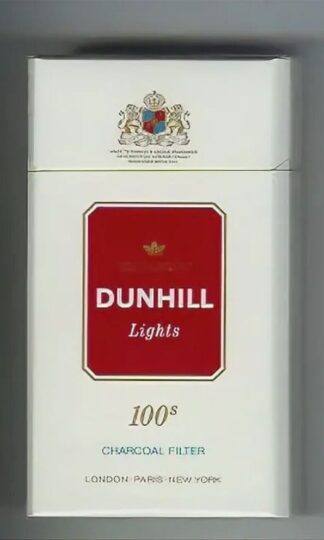 DUNHILL
Lights
100s
CHARCOAL FILTER
LONDON·PARIS·NEW YORK